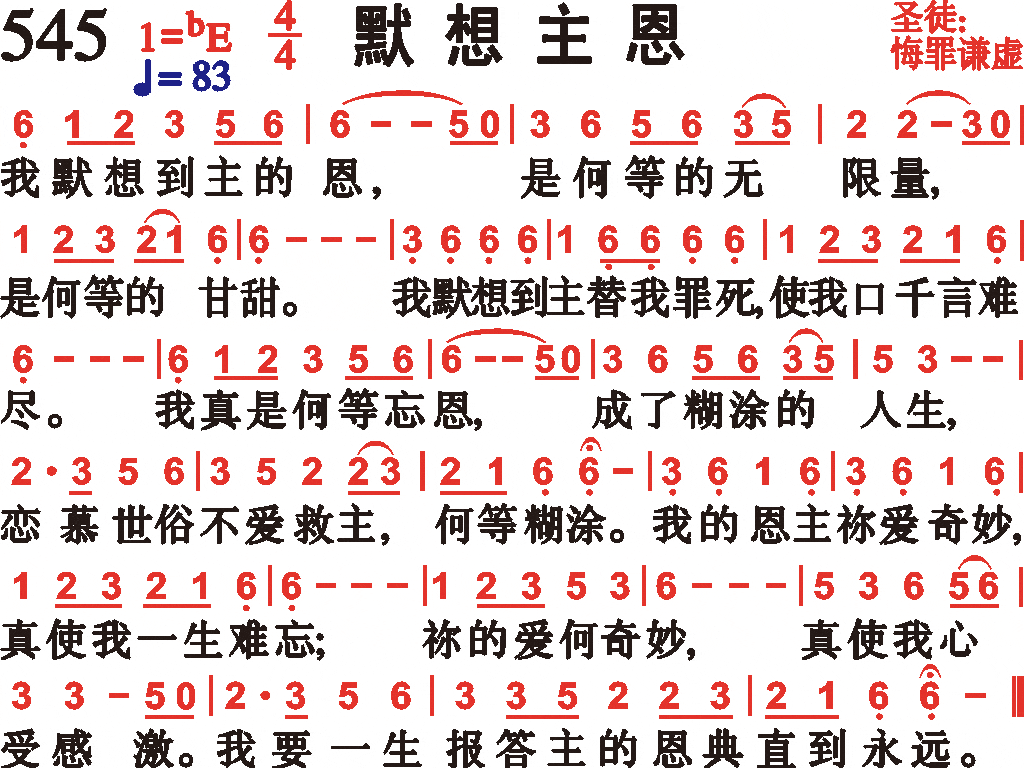 545 1=ᵇE 4/4 默想主恩 圣徒:
♩= 83 悔罪谦虚
6 1 2 3 5 6 | 6 - - 5 0 | 3 6 5 6 3 5 | 2 2 - 3 0 |
我默想到主的恩, 是何等的无限量,
1 2 3 2 1 6 | 6 - - - | 3 6 6 6 | 1 6 6 6 6 | 1 2 3 2 1 6 |
是何等的甘甜。 我默想到主替我罪死,使我口千言难
6 - - - | 6 1 2 3 5 6 | 6 - - 5 0 | 3 6 5 6 3 5 | 5 3 - - |
尽。 我真是何等忘恩, 成了糊涂的人生,
2 · 3 5 6 | 3 5 2 2 3 | 2 1 6 6 - | 3 6 1 6 | 3 6 1 6 |
恋慕世俗不爱救主, 何等糊涂。我的恩主祢爱奇妙,
1 2 3 2 1 6 | 6 - - - | 1 2 3 5 3 | 6 - - - | 5 3 6 5 6 |
真使我一生难忘; 祢的爱何奇妙, 真使我心
3 3 - 5 0 | 2 · 3 5 6 | 3 3 5 2 2 3 | 2 1 6 6 - ‖
受感激。我要一生报答主的恩典直到永远。